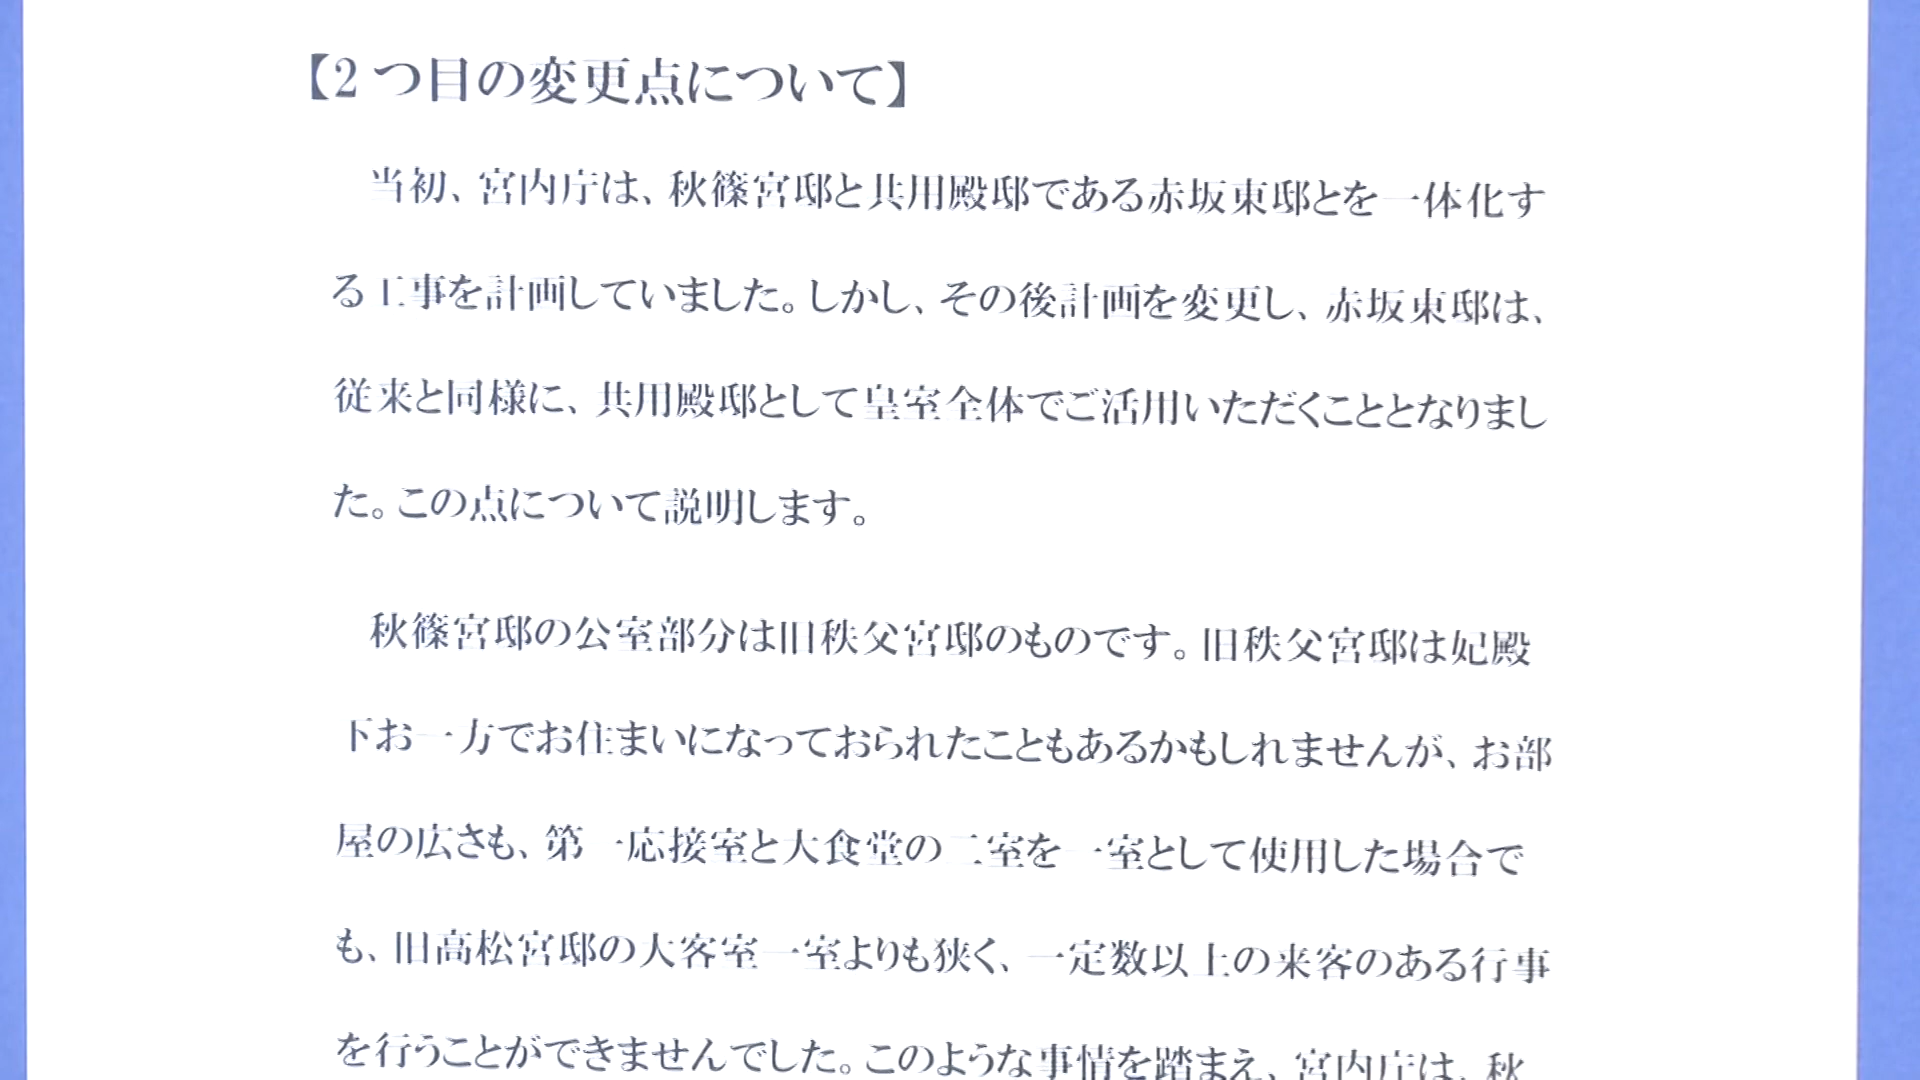 【2つ目の変更点について】
当初、宮内庁は、秋篠宮邸と共用殿邸である赤坂東邸とを一体化す
る工事を計画していました。しかし、その後計画を変更し、赤坂東邸は、
従来と同様に、共用殿邸として皇室全体でご活用いただくこととなりまし
た。この点について説明します。
秋篠宮邸の公室部分は旧秩父宮邸のものです。旧秩父宮邸は妃殿
下お一方でお住まいになっておられたこともあるかもしれませんが、お部
屋の広さも、第一応接室と大食堂の二室を一室として使用した場合で
も、旧高松宮邸の大客室一室よりも狭く、一定数以上の来客のある行事
を行うことができませんでした。このような事情を踏まえ、宮内庁は、秋